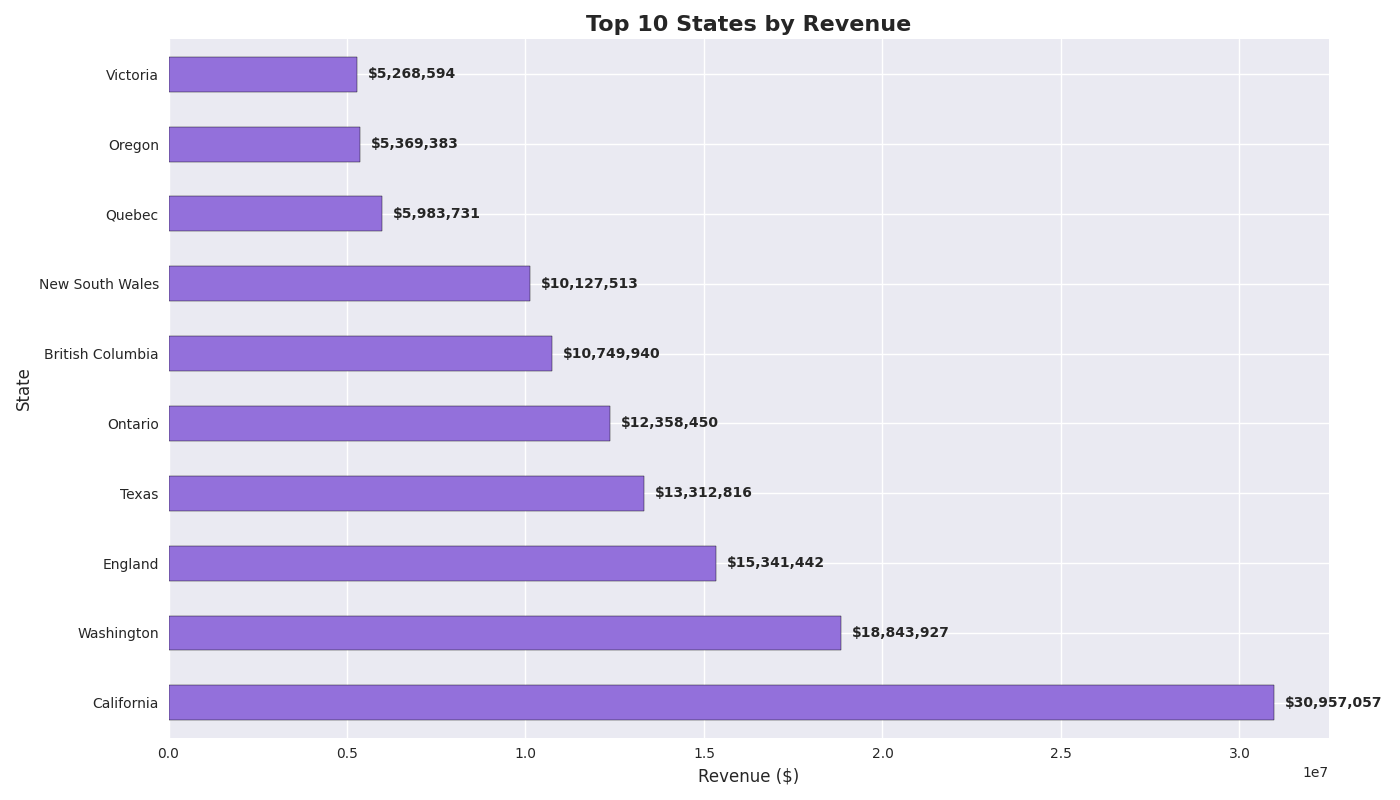 Top 10 States by Revenue
Victoria $5,268,594
Oregon $5,369,383
Quebec $5,983,731
New South Wales $10,127,513
British Columbia $10,749,940
Ontario $12,358,450
Texas $13,312,816
England $15,341,442
Washington $18,843,927
California $30,957,057
State
0.0 0.5 1.0 1.5 2.0 2.5 3.0
1e7
Revenue ($)